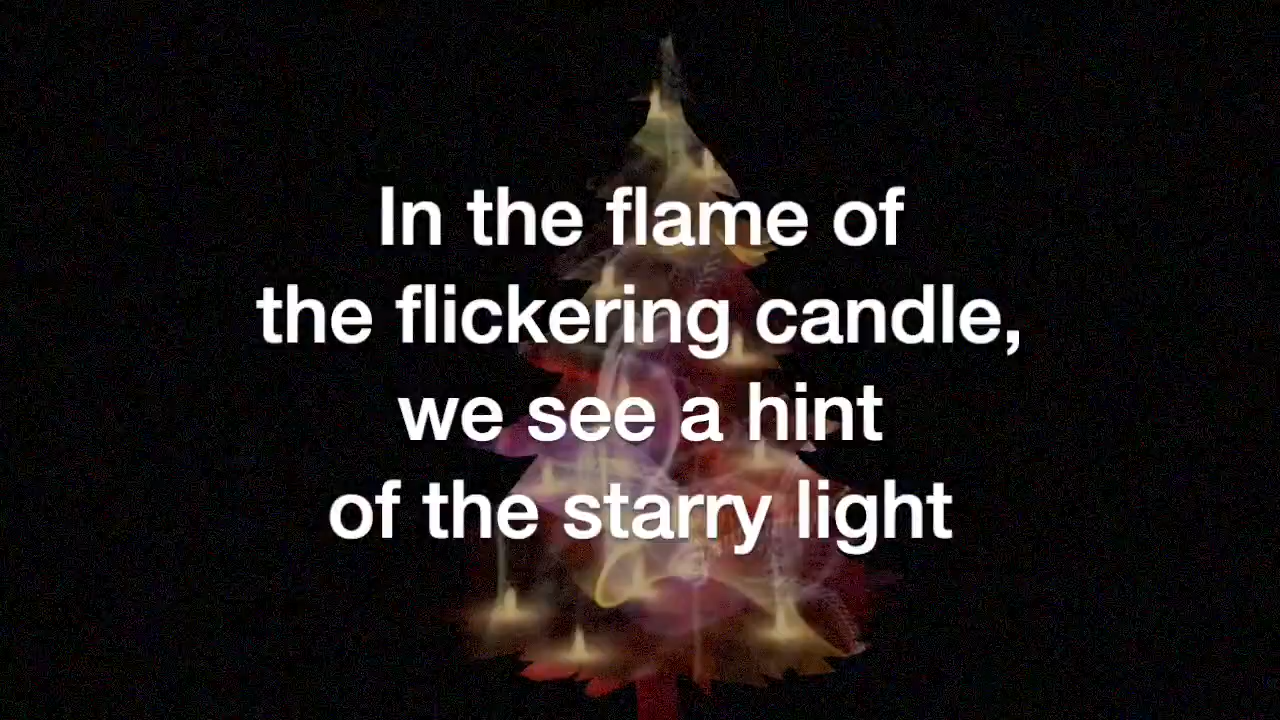 In the flame of
the flickering candle,
we see a hint
of the starry light